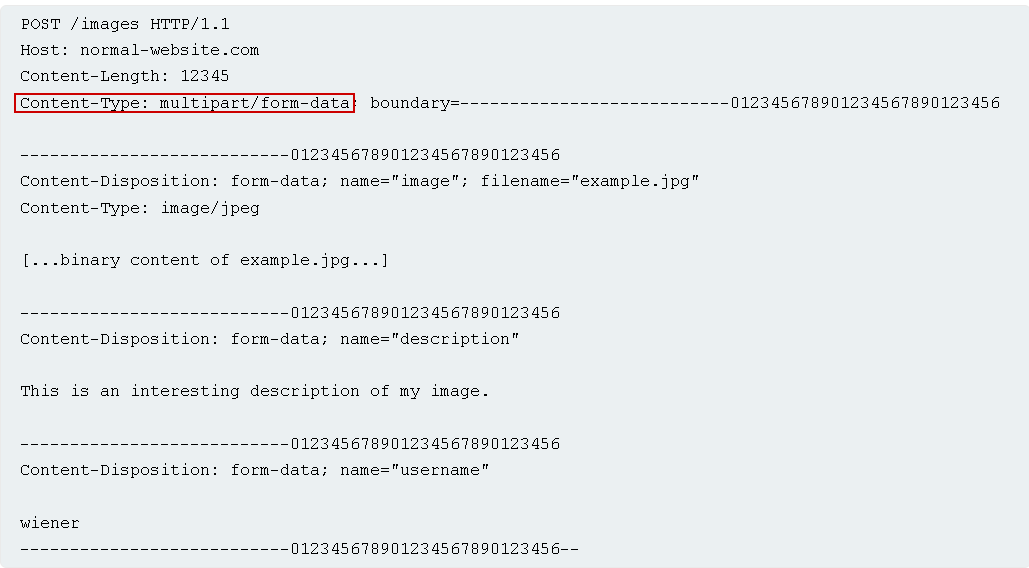 POST /images HTTP/1.1
Host: normal-website.com
Content-Length: 12345
Content-Type: multipart/form-data; boundary=---------------------------012345678901234567890123456
---------------------------012345678901234567890123456
Content-Disposition: form-data; name="image"; filename="example.jpg"
Content-Type: image/jpeg
[...binary content of example.jpg...]
---------------------------012345678901234567890123456
Content-Disposition: form-data; name="description"
This is an interesting description of my image.
---------------------------012345678901234567890123456
Content-Disposition: form-data; name="username"
wiener
---------------------------012345678901234567890123456--